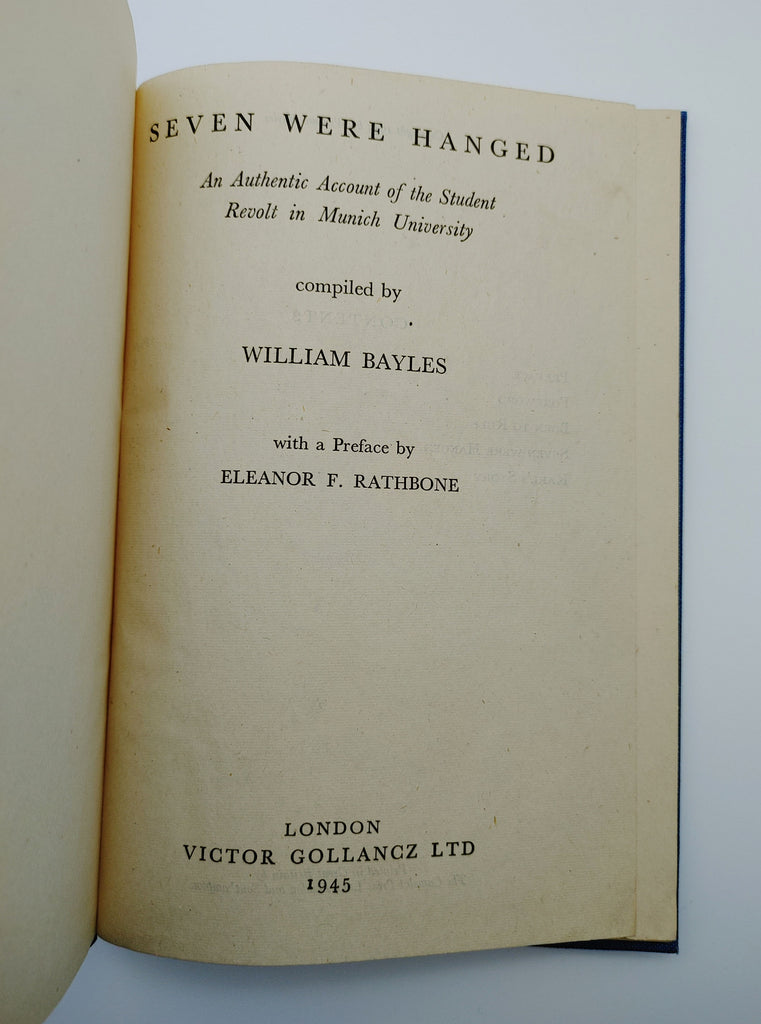 SEVEN WERE HANGED
An Authentic Account of the Student
Revolt in Munich University
compiled by
WILLIAM BAYLES
with a Preface by
ELEANOR F. RATHBONE
LONDON
VICTOR GOLLANCZ LTD
1945